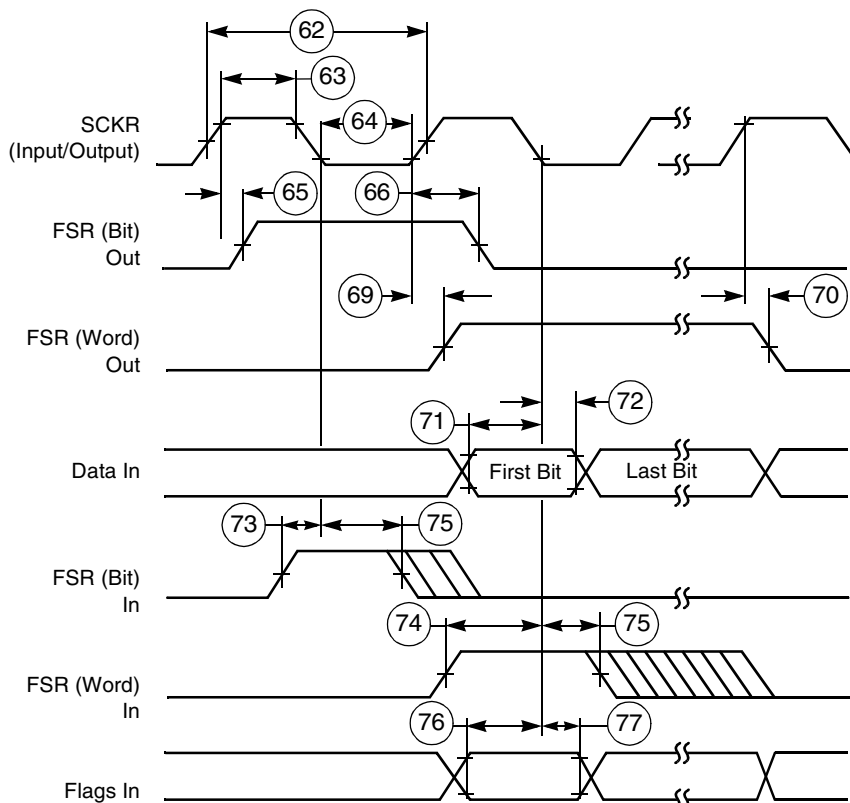 62
63
SCKR
(Input/Output)
64
65
66
FSR (Bit)
Out
69
70
FSR (Word)
Out
71
72
Data In
First Bit
Last Bit
73
75
FSR (Bit)
In
74
75
FSR (Word)
In
76
77
Flags In